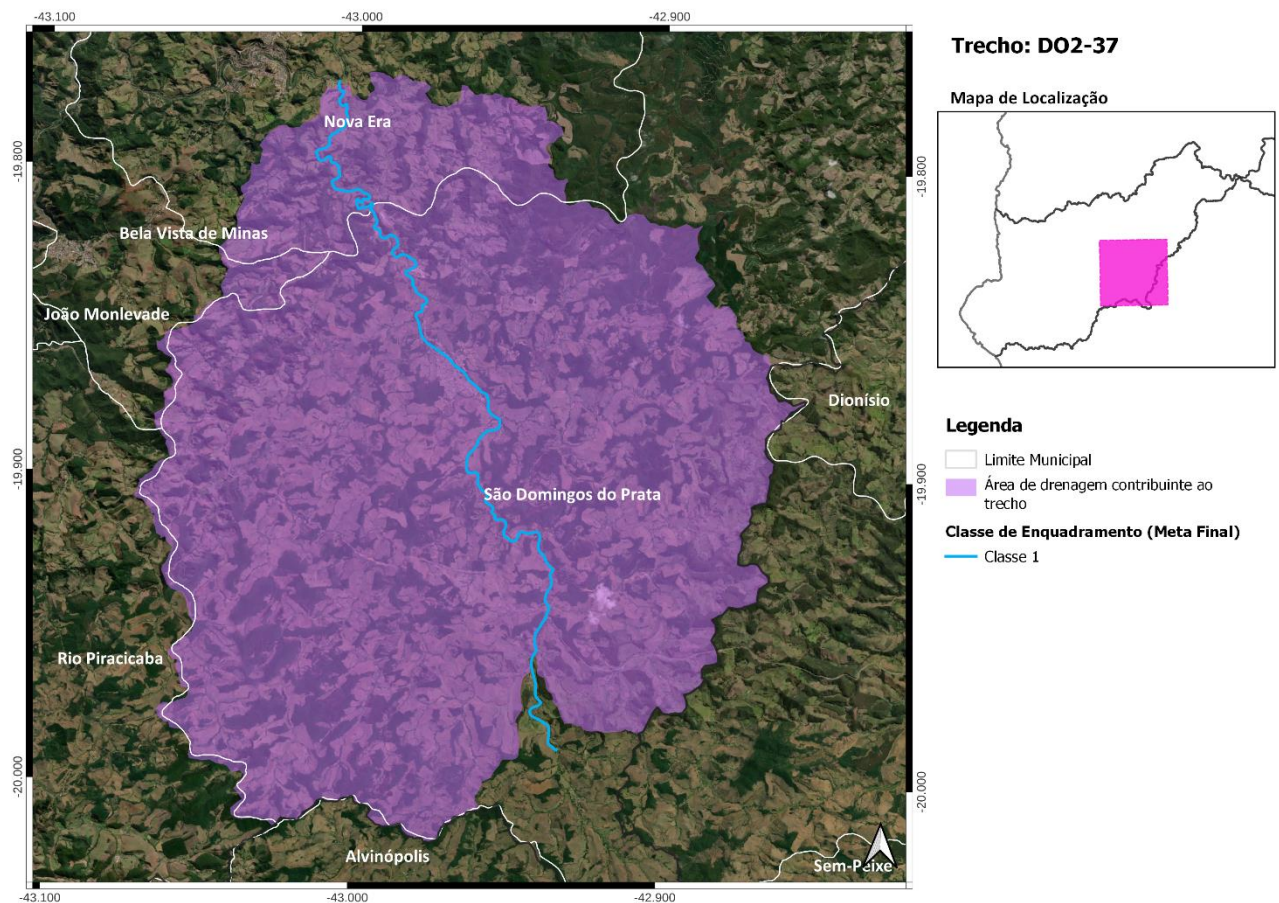 -43.100
-43.000
-42.900
Trecho: DO2-37
Mapa de Localização
Nova Era
-19.800
-19.800
Bela Vista de Minas
João Monlevade
Dionísio
Legenda
Limite Municipal
Área de drenagem contribuinte ao
trecho
-19.900
-19.900
São Domingos do Prata
Classe de Enquadramento (Meta Final)
Classe 1
Rio Piracicaba
-20.000
-20.000
Alvinópolis
Sem-Peixe
-43.100
-43.000
-42.900